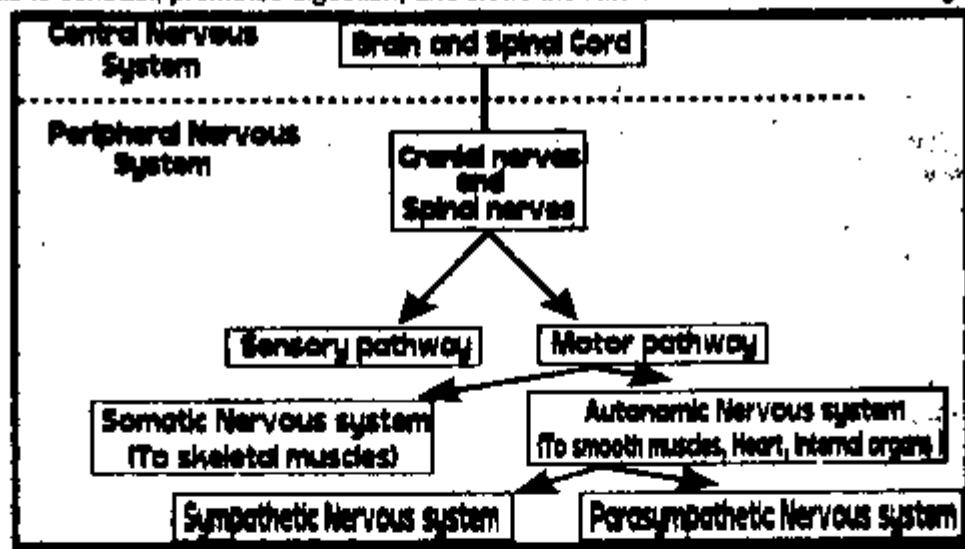 Central Nervous
System
Brain and Spinal Cord
Peripheral Nervous
System
Cranial nerves
and
Spinal nerves
Sensory pathway
Motor pathway
Somatic Nervous system
(To skeletal muscles)
Autonomic Nervous system
(To smooth muscles, Heart, Internal organs)
Sympathetic Nervous system
Parasympathetic Nervous system